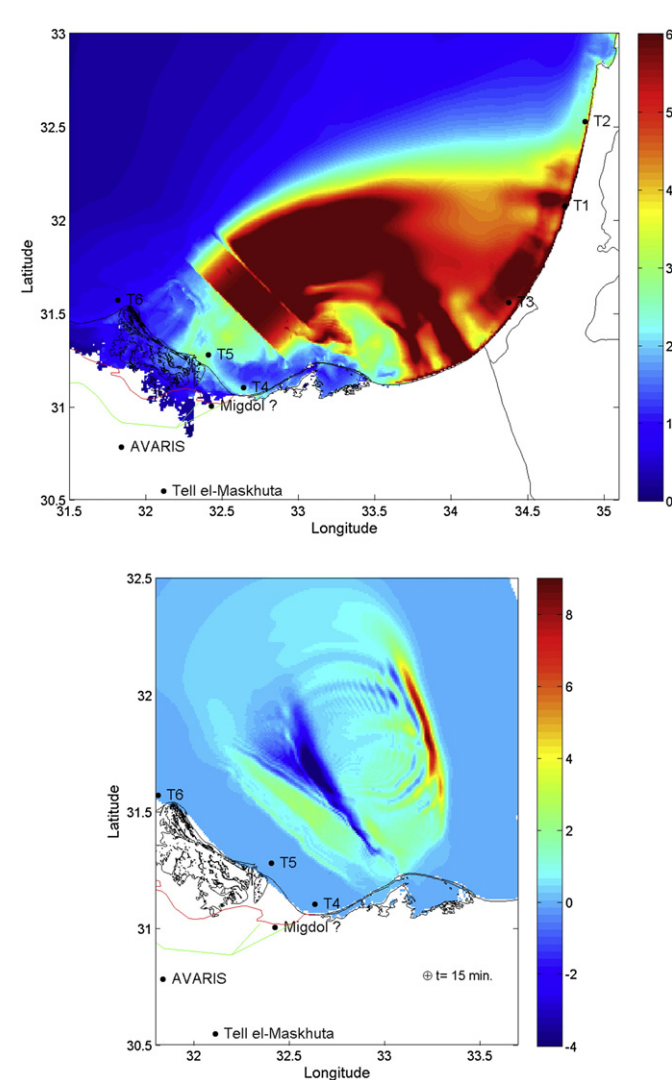 33
6
32.5
T2
5
32
T1
4
Latitude
31.5
T6
T3
3
T5
2
31
T4
Migdol ?
1
AVARIS
30.5
Tell el-Maskhuta
0
31.5 32 32.5 33 33.5 34 34.5 35
Longitude
32.5
8
32
6
4
Latitude
31.5
T6
2
T5
T4
0
31
Migdol ?
AVARIS
⊕ t= 15 min.
-2
Tell el-Maskhuta
30.5
-4
32 32.5 33 33.5
Longitude